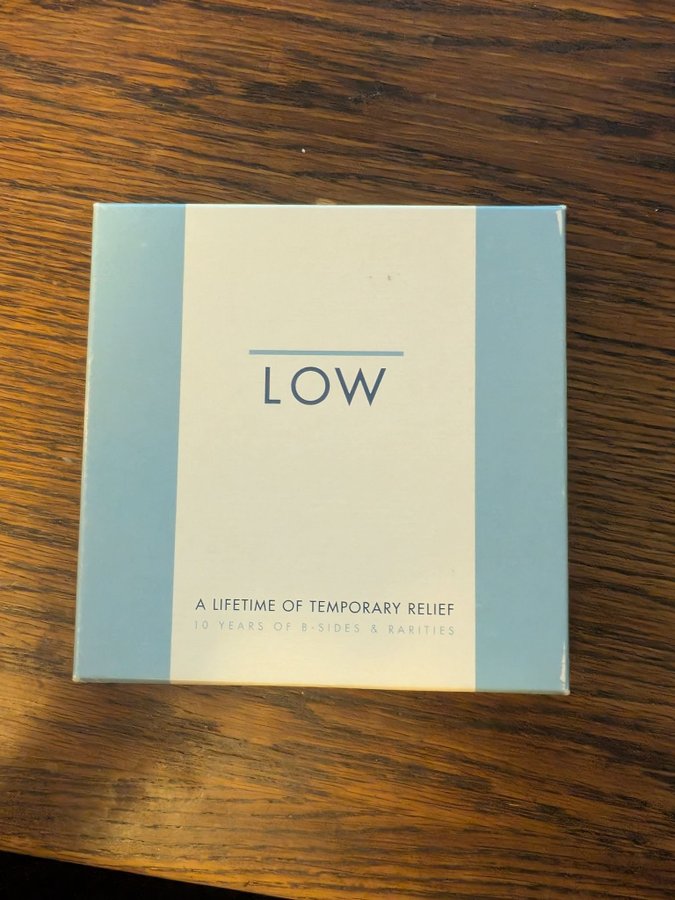 LOW
A LIFETIME OF TEMPORARY RELIEF
10 YEARS OF B-SIDES & RARITIES